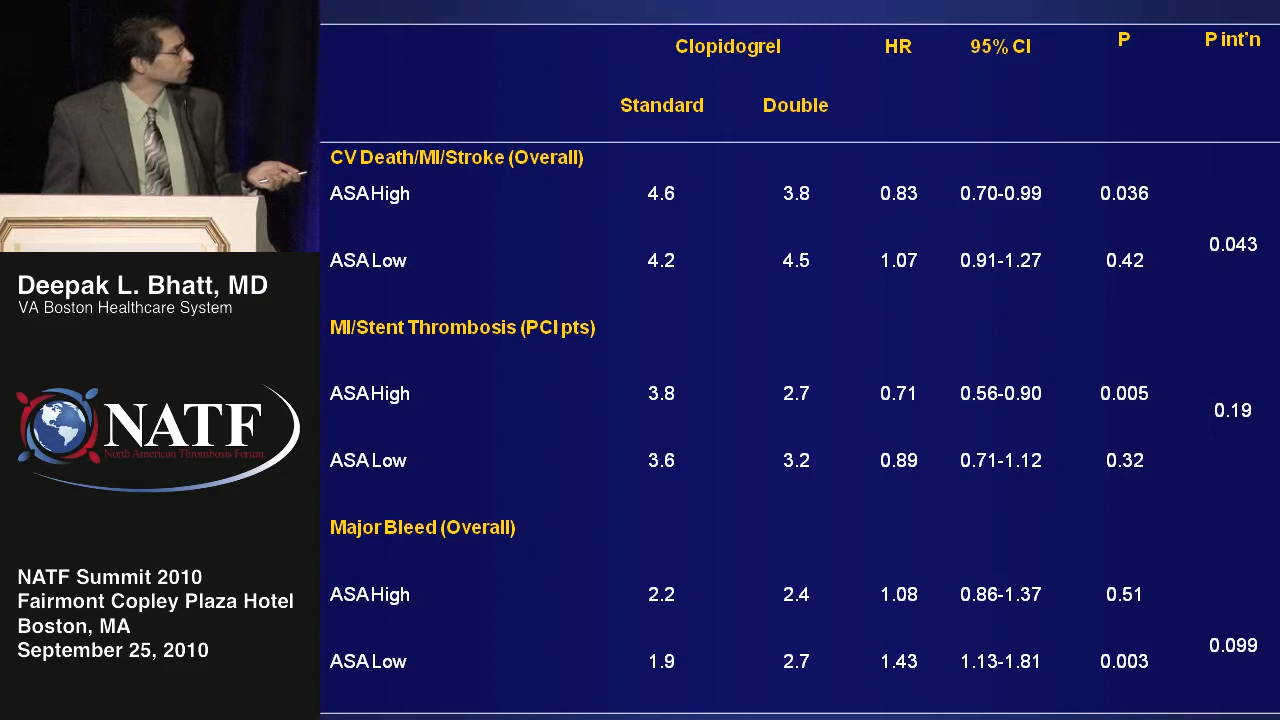 Clopidogrel HR 95% CI P P int'n
Standard Double
CV Death/MI/Stroke (Overall)
ASA High 4.6 3.8 0.83 0.70-0.99 0.036
0.043
ASA Low 4.2 4.5 1.07 0.91-1.27 0.42
MI/Stent Thrombosis (PCI pts)
ASA High 3.8 2.7 0.71 0.56-0.90 0.005
0.19
ASA Low 3.6 3.2 0.89 0.71-1.12 0.32
Major Bleed (Overall)
ASA High 2.2 2.4 1.08 0.86-1.37 0.51
0.099
ASA Low 1.9 2.7 1.43 1.13-1.81 0.003
Deepak L. Bhatt, MD
VA Boston Healthcare System
NATF
North American Thrombosis Forum
NATF Summit 2010
Fairmont Copley Plaza Hotel
Boston, MA
September 25, 2010